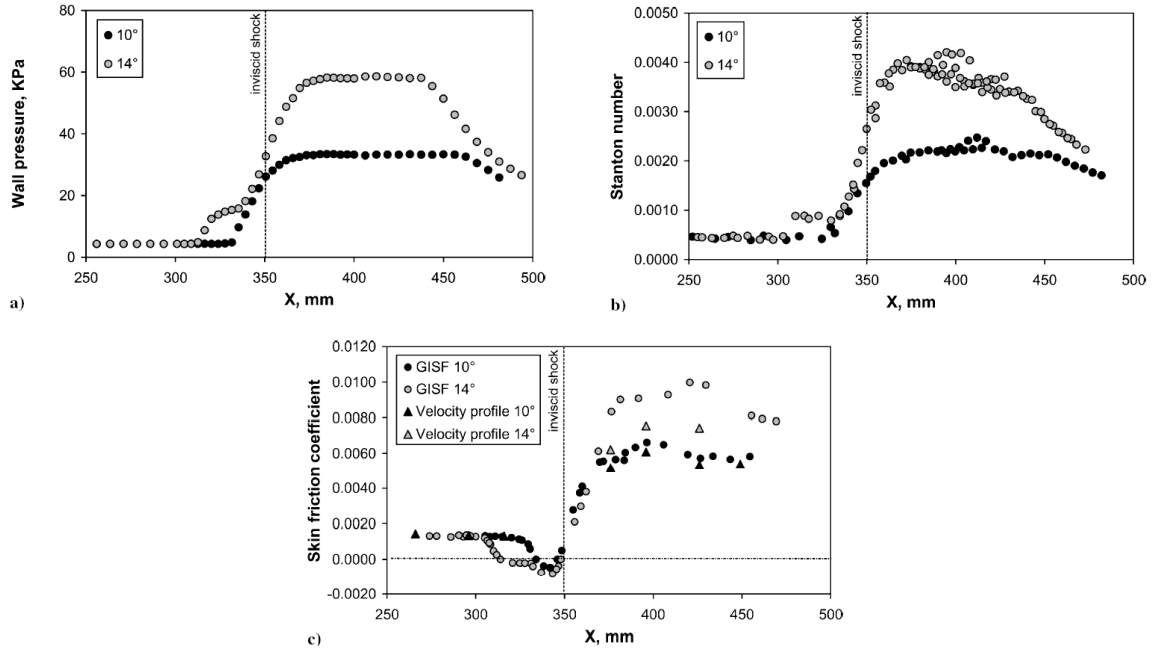 80
60
40
20
0
Wall pressure, KPa
10°
14°
inviscid shock
250 300 350 400 450 500
X, mm
a)
0.0050
0.0040
0.0030
0.0020
0.0010
0.0000
Stanton number
10°
14°
inviscid shock
250 300 350 400 450 500
X, mm
b)
0.0120
0.0100
0.0080
0.0060
0.0040
0.0020
0.0000
-0.0020
Skin friction coefficient
GISF 10°
GISF 14°
Velocity profile 10°
Velocity profile 14°
inviscid shock
250 300 350 400 450 500
X, mm
c)